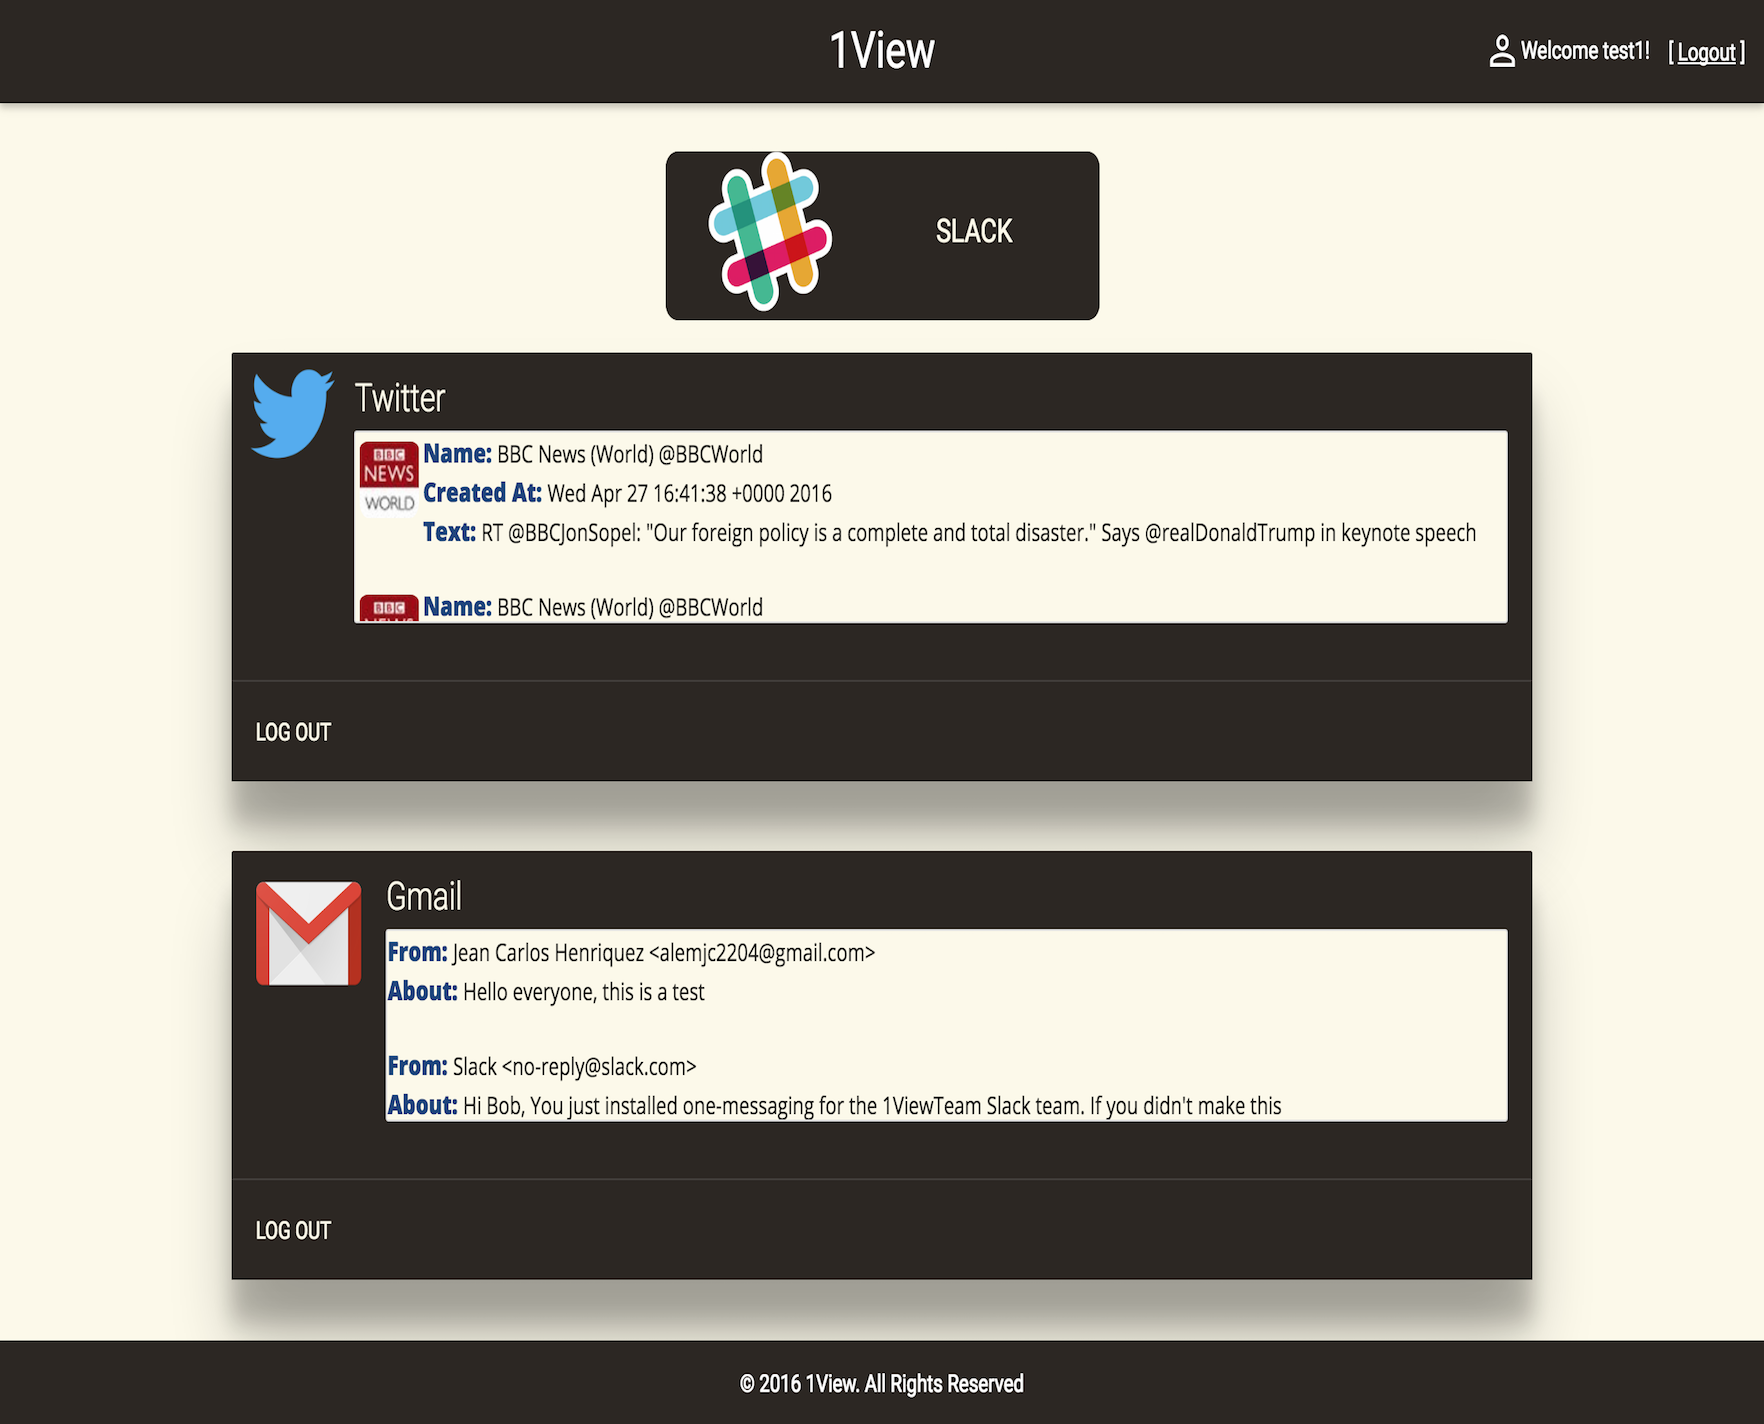 1View
Welcome test1! [ Logout ]
SLACK
Twitter
BBC
NEWS
WORLD
Name: BBC News (World) @BBCWorld
Created At: Wed Apr 27 16:41:38 +0000 2016
Text: RT @BBCJonSopel: "Our foreign policy is a complete and total disaster." Says @realDonaldTrump in keynote speech
BBC
Name: BBC News (World) @BBCWorld
LOG OUT
Gmail
From: Jean Carlos Henriquez <alemjc2204@gmail.com>
About: Hello everyone, this is a test
From: Slack <no-reply@slack.com>
About: Hi Bob, You just installed one-messaging for the 1ViewTeam Slack team. If you didn't make this
LOG OUT
© 2016 1View. All Rights Reserved